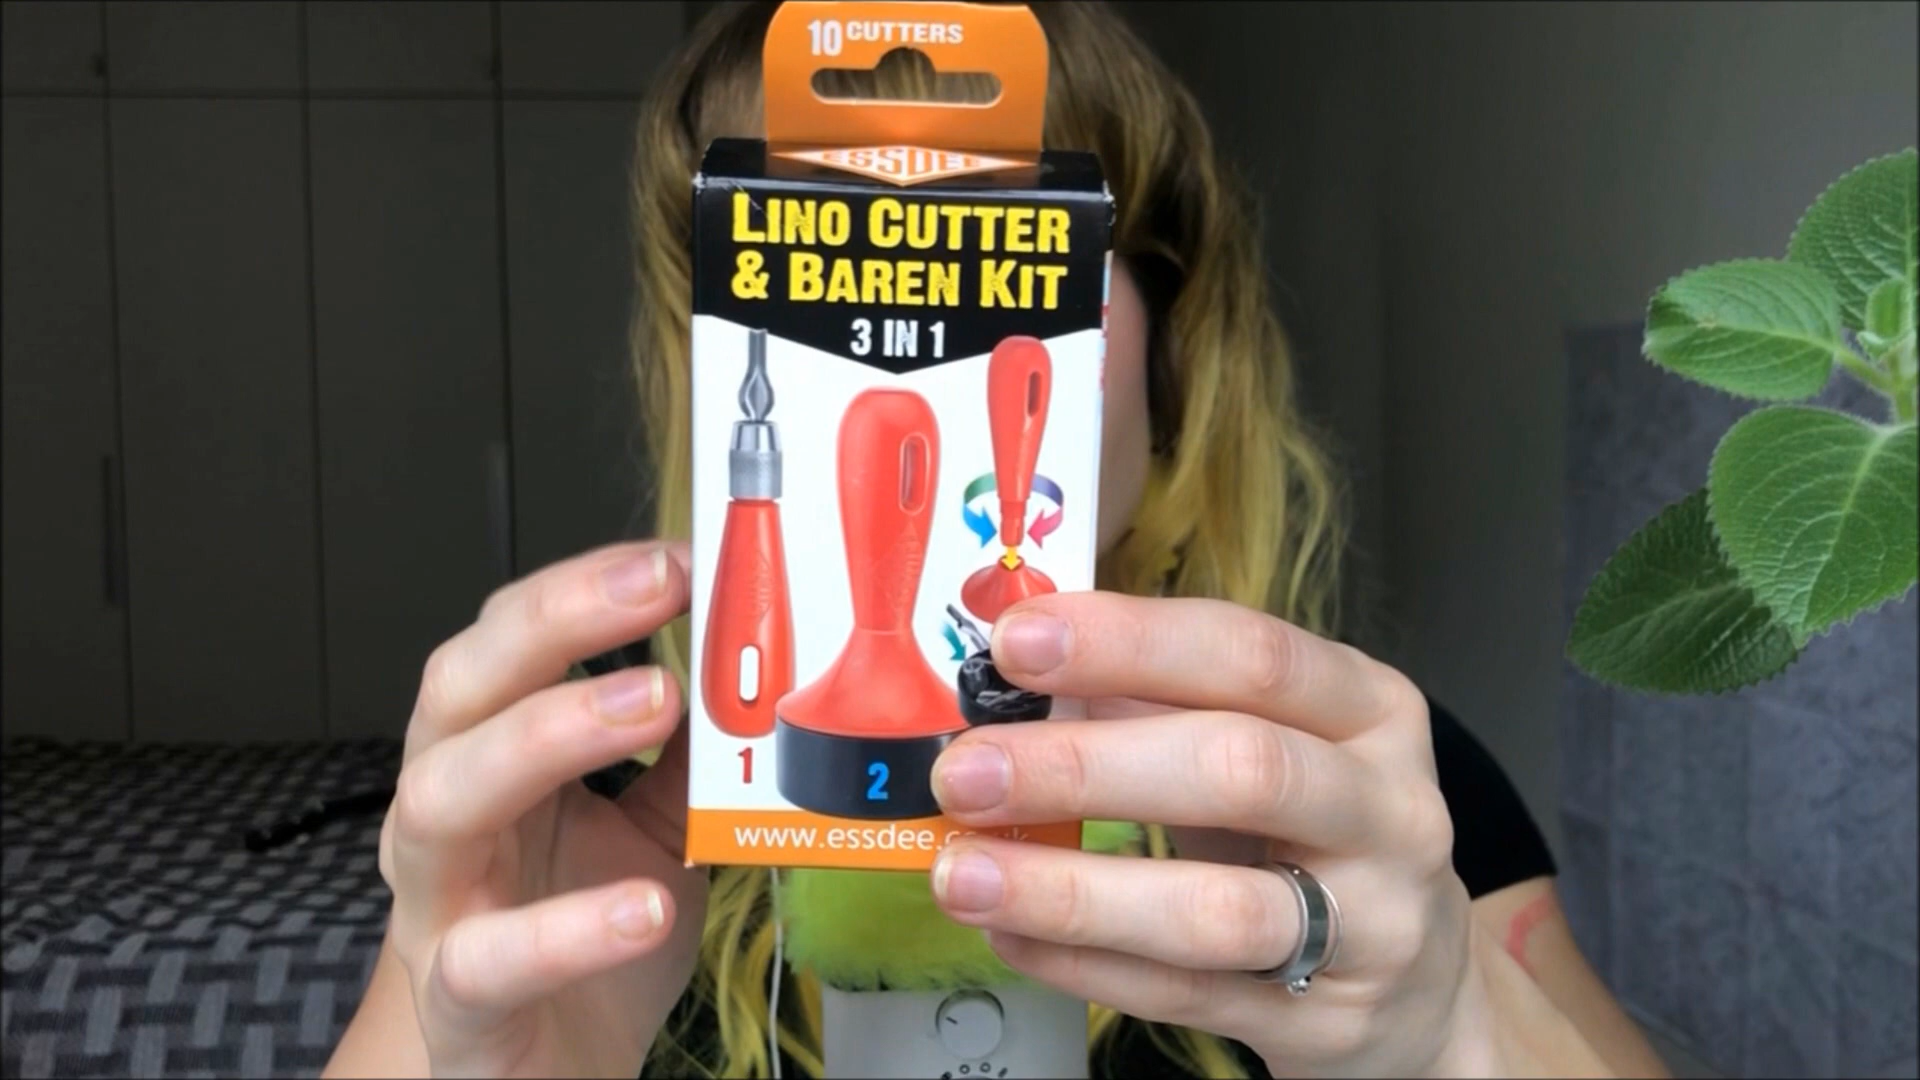 10 CUTTERS
ESSDEE
LINO CUTTER
& BAREN KIT
3 IN 1
1
2
www.essdee.co.uk